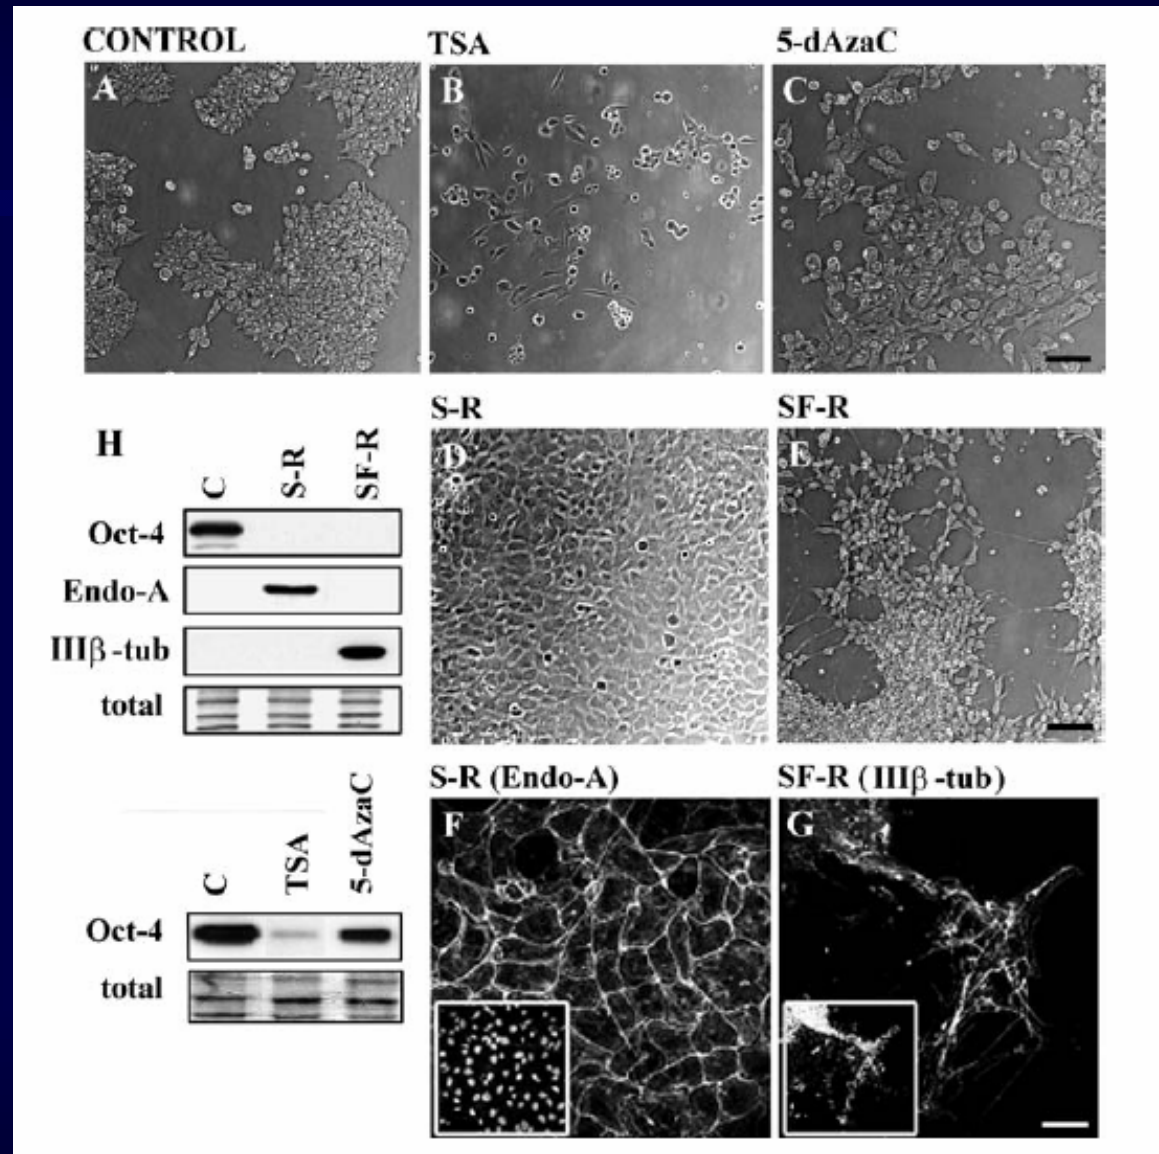 CONTROL
TSA
5-dAzaC
A
B
C
S-R
SF-R
D
E
H
C
S-R
SF-R
Oct-4
Endo-A
IIIβ-tub
total
S-R (Endo-A)
SF-R (IIIβ-tub)
F
G
C
TSA
5-dAzaC
Oct-4
total